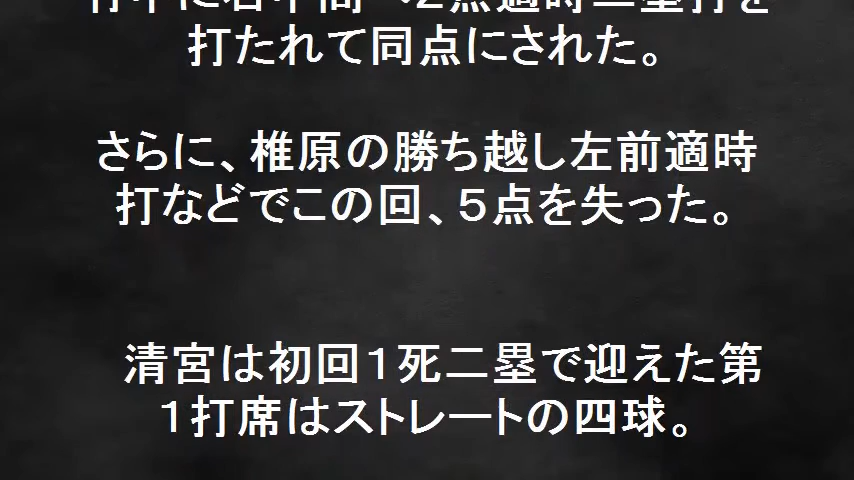 打たれて同点にされた。
さらに、椎原の勝ち越し左前適時
打などでこの回、５点を失った。
清宮は初回１死二塁で迎えた第
１打席はストレートの四球。